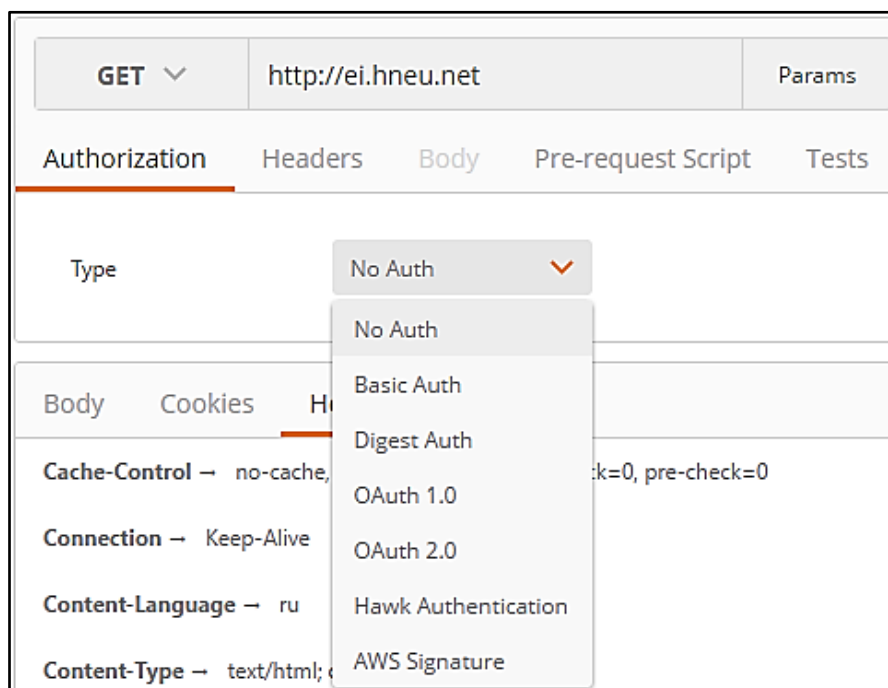 GET http://ei.hneu.net Params
Authorization Headers Body Pre-request Script Tests
Type No Auth
No Auth
Basic Auth
Digest Auth
OAuth 1.0
OAuth 2.0
Hawk Authentication
AWS Signature
Body Cookies
Cache-Control → no-cache, k=0, pre-check=0
Connection → Keep-Alive
Content-Language → ru
Content-Type → text/html;